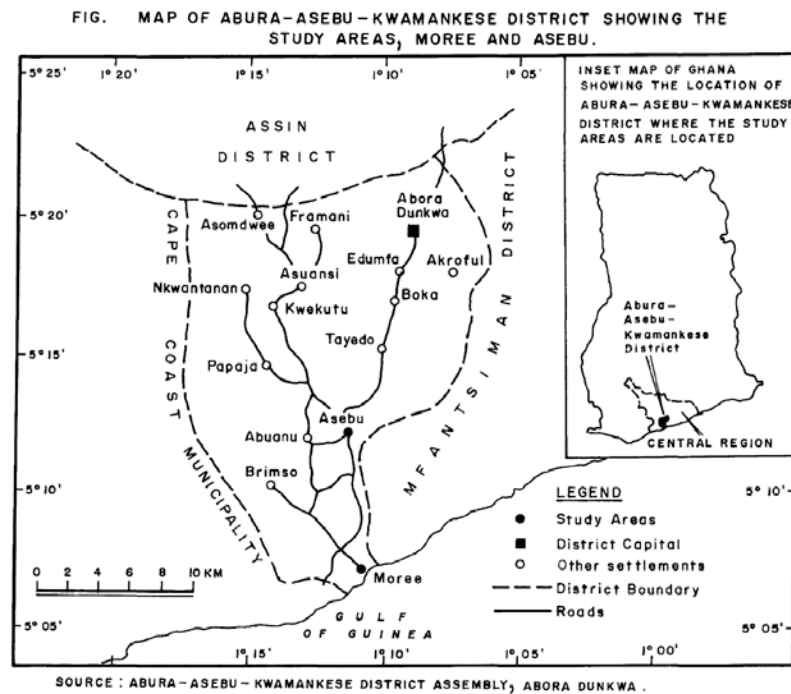 FIG. MAP OF ABURA-ASEBU-KWAMANKESE DISTRICT SHOWING THE
STUDY AREAS, MOREE AND ASEBU.
5° 25'
1° 20'
1° 15'
1° 10'
1° 05'
INSET MAP OF GHANA
SHOWING THE LOCATION OF
ABURA-ASEBU-KWAMANKESE
DISTRICT WHERE THE STUDY
AREAS ARE LOCATED
ASSIN
DISTRICT
5° 20'
CAPE COAST MUNICIPALITY
MFANTSIMAN DISTRICT
Abora
Dunkwa
Asomdwee
Framani
Edumfa
Akroful
Asuansi
Nkwantanan
Kwekutu
Boka
Abura-
Asebu-
Kwamankese
District
5° 15'
Tayedo
Papaja
Asebu
Abuanu
CENTRAL REGION
Brimso
5° 10'
5° 10'
LEGEND
Study Areas
District Capital
Other settlements
District Boundary
Roads
0 2 4 6 8 10 KM
Moree
GULF
OF GUINEA
5° 05'
5° 05'
1° 15'
1° 10'
1° 05'
1° 00'
SOURCE: ABURA-ASEBU-KWAMANKESE DISTRICT ASSEMBLY, ABORA DUNKWA.